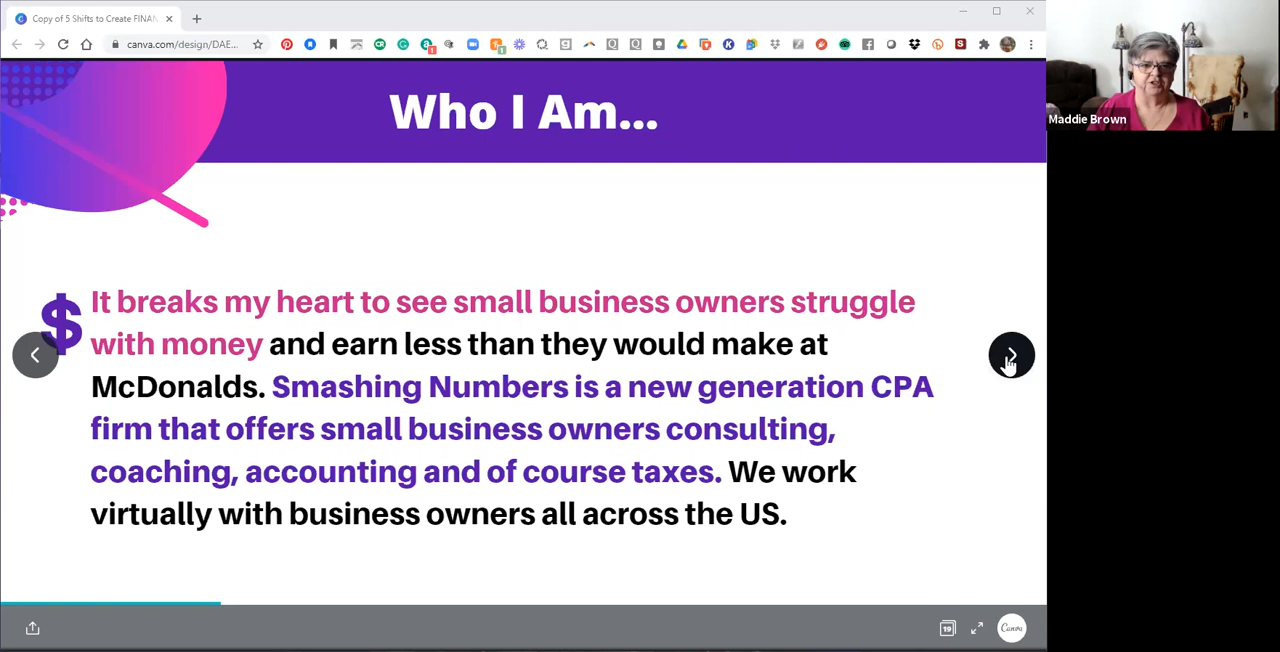 Copy of 5 Shifts to Create FINAN
canva.com/design/DAE...
Who I Am...
Maddie Brown
$
It breaks my heart to see small business owners struggle
with money and earn less than they would make at
McDonalds. Smashing Numbers is a new generation CPA
firm that offers small business owners consulting,
coaching, accounting and of course taxes. We work
virtually with business owners all across the US.
19
Canva